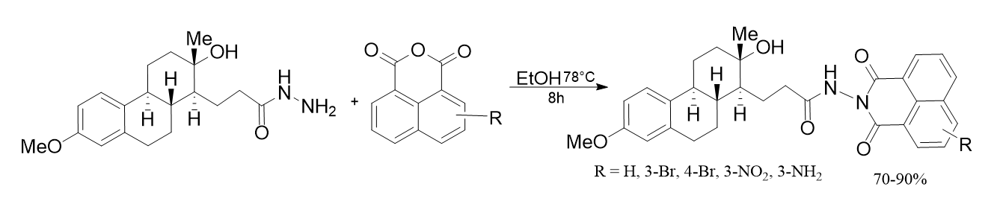 Me
OH
H
H
H
H
N
NH2
O
MeO
+
O
O
O
R
EtOH 78°C
8h
Me
OH
H
H
H
H
N
N
O
O
O
MeO
R
R = H, 3-Br, 4-Br, 3-NO2, 3-NH2
70-90%